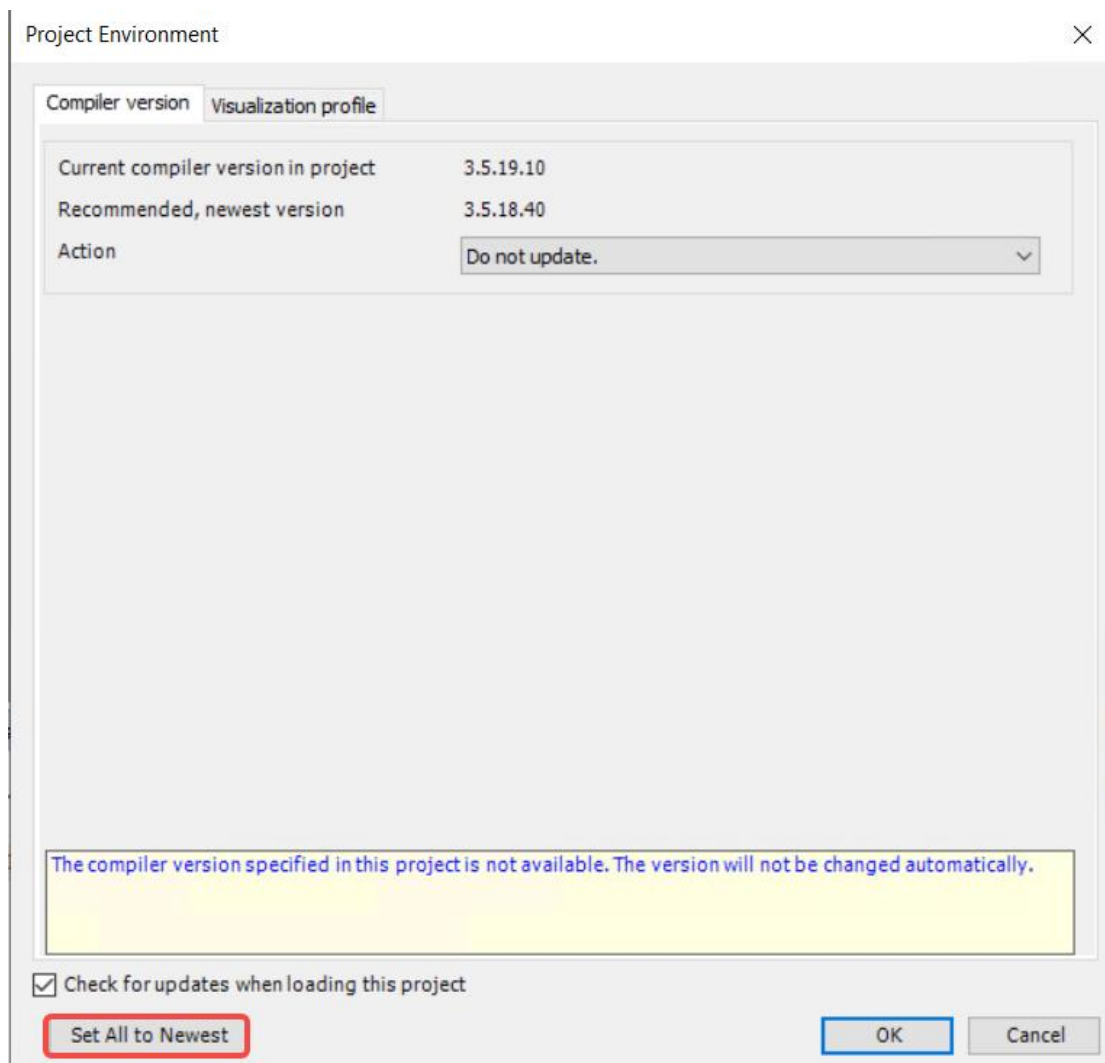 Project Environment
Compiler version
Visualization profile
Current compiler version in project 3.5.19.10
Recommended, newest version 3.5.18.40
Action Do not update.
The compiler version specified in this project is not available. The version will not be changed automatically.
Check for updates when loading this project
Set All to Newest OK Cancel